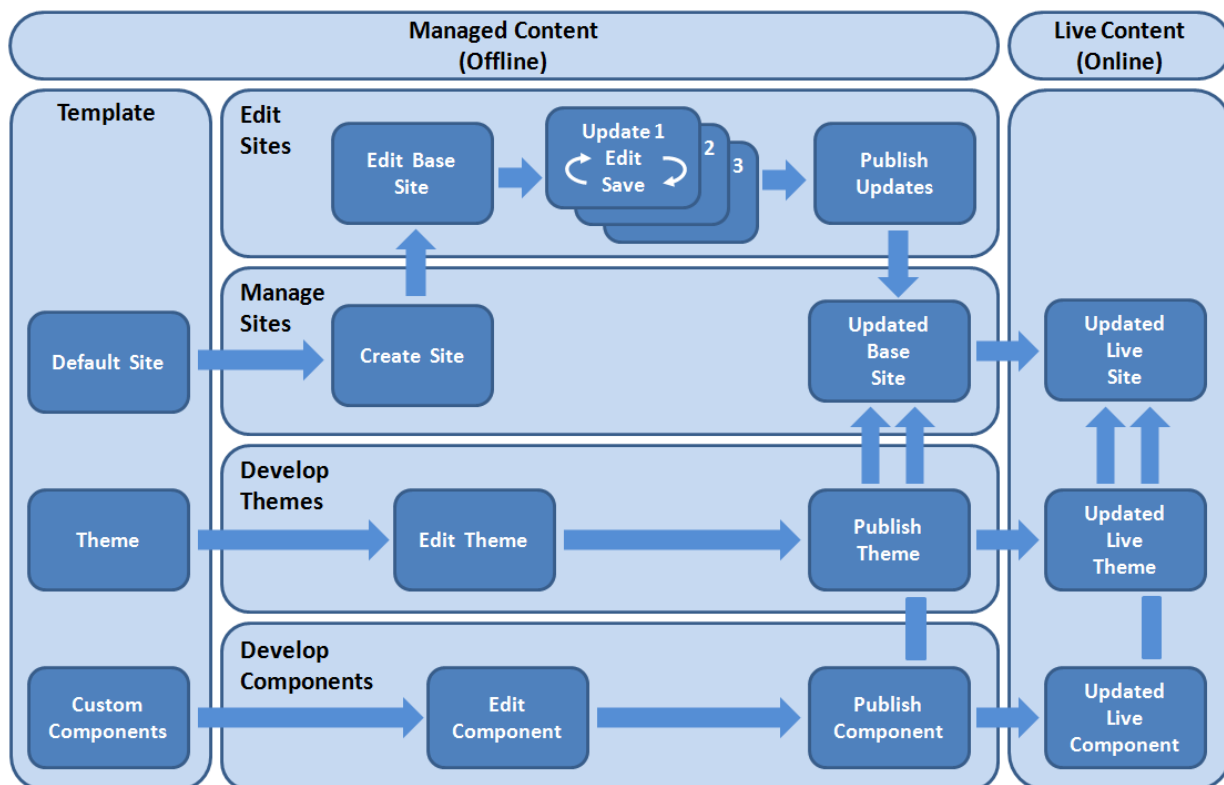 Managed Content
(Offline)
Live Content
(Online)
Template
Edit
Sites
Edit Base
Site
Update 1
Edit
Save
2
3
Publish
Updates
Manage
Sites
Default Site
Create Site
Updated
Base
Site
Updated
Live
Site
Develop
Themes
Theme
Edit Theme
Publish
Theme
Updated
Live
Theme
Develop
Components
Custom
Components
Edit
Component
Publish
Component
Updated
Live
Component